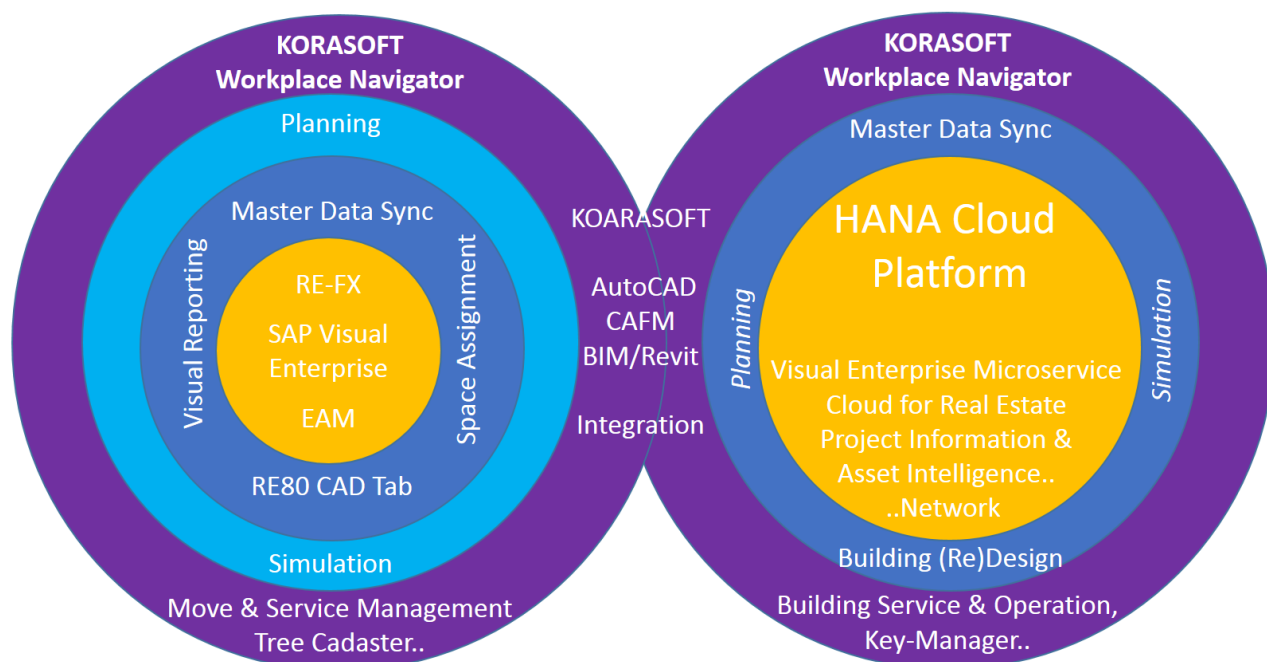 KORASOFT
Workplace Navigator
Planning
Master Data Sync
Visual Reporting
Space Assignment
RE-FX
SAP Visual
Enterprise
EAM
RE80 CAD Tab
Simulation
Move & Service Management
Tree Cadaster..
KOARASOFT
AutoCAD
CAFM
BIM/Revit
Integration
KORASOFT
Workplace Navigator
Master Data Sync
HANA Cloud
Platform
Planning
Simulation
Visual Enterprise Microservice
Cloud for Real Estate
Project Information &
Asset Intelligence..
..Network
Building (Re)Design
Building Service & Operation,
Key-Manager..